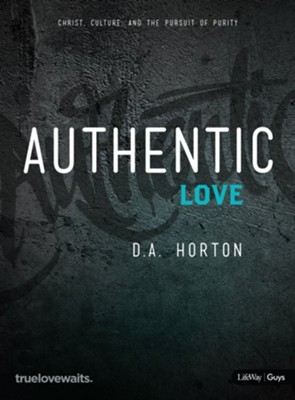 CHRIST, CULTURE, AND THE PURSUIT OF PURITY
AUTHENTIC
LOVE
D.A. HORTON
truelovewaits.
LifeWay | Guys